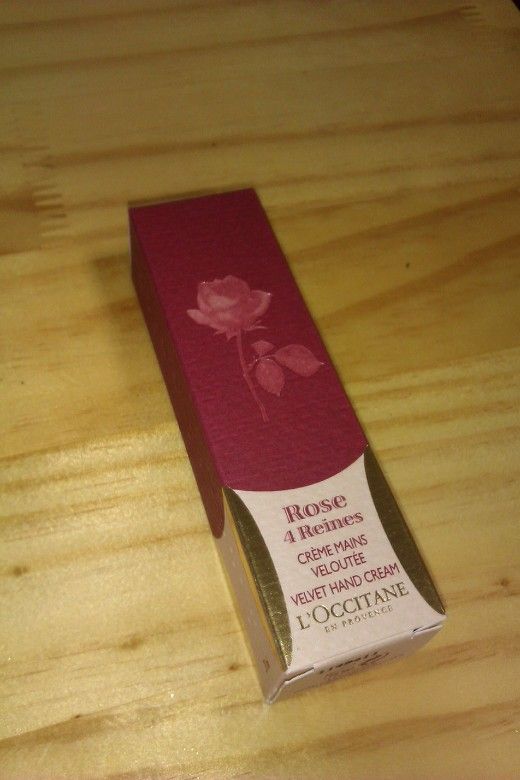 Rose
4 Reines
CRÈME MAINS
VELOUTÉE
VELVET HAND CREAM
L'OCCITANE
EN PROVENCE